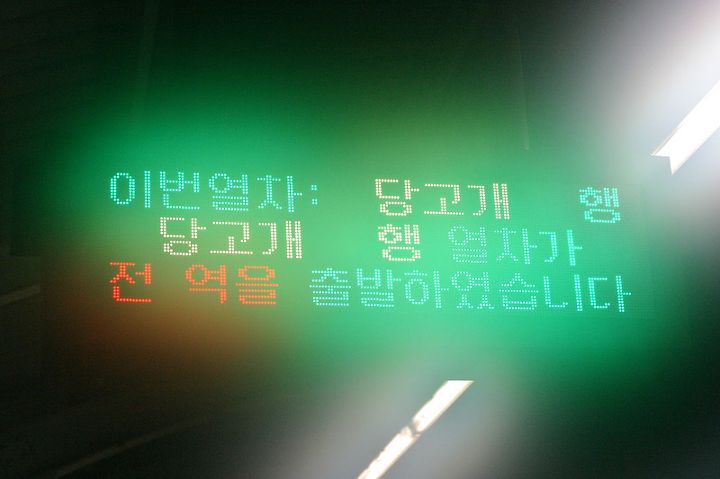 이번열차: 당고개 행
당고개 행 열차가
전 역을 출발하였습니다